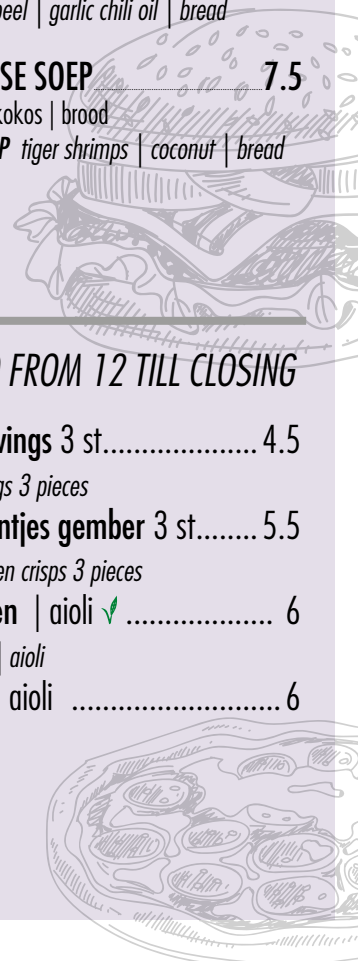 peel | garlic chili oil | bread
SE SOEP 7.5
kokos | brood
P tiger shrimps | coconut | bread
FROM 12 TILL CLOSING
wings 3 st..................... 4.5
gs 3 pieces
ntjes gember 3 st........ 5.5
en crisps 3 pieces
en | aioli .................. 6
| aioli
aioli ............................ 6